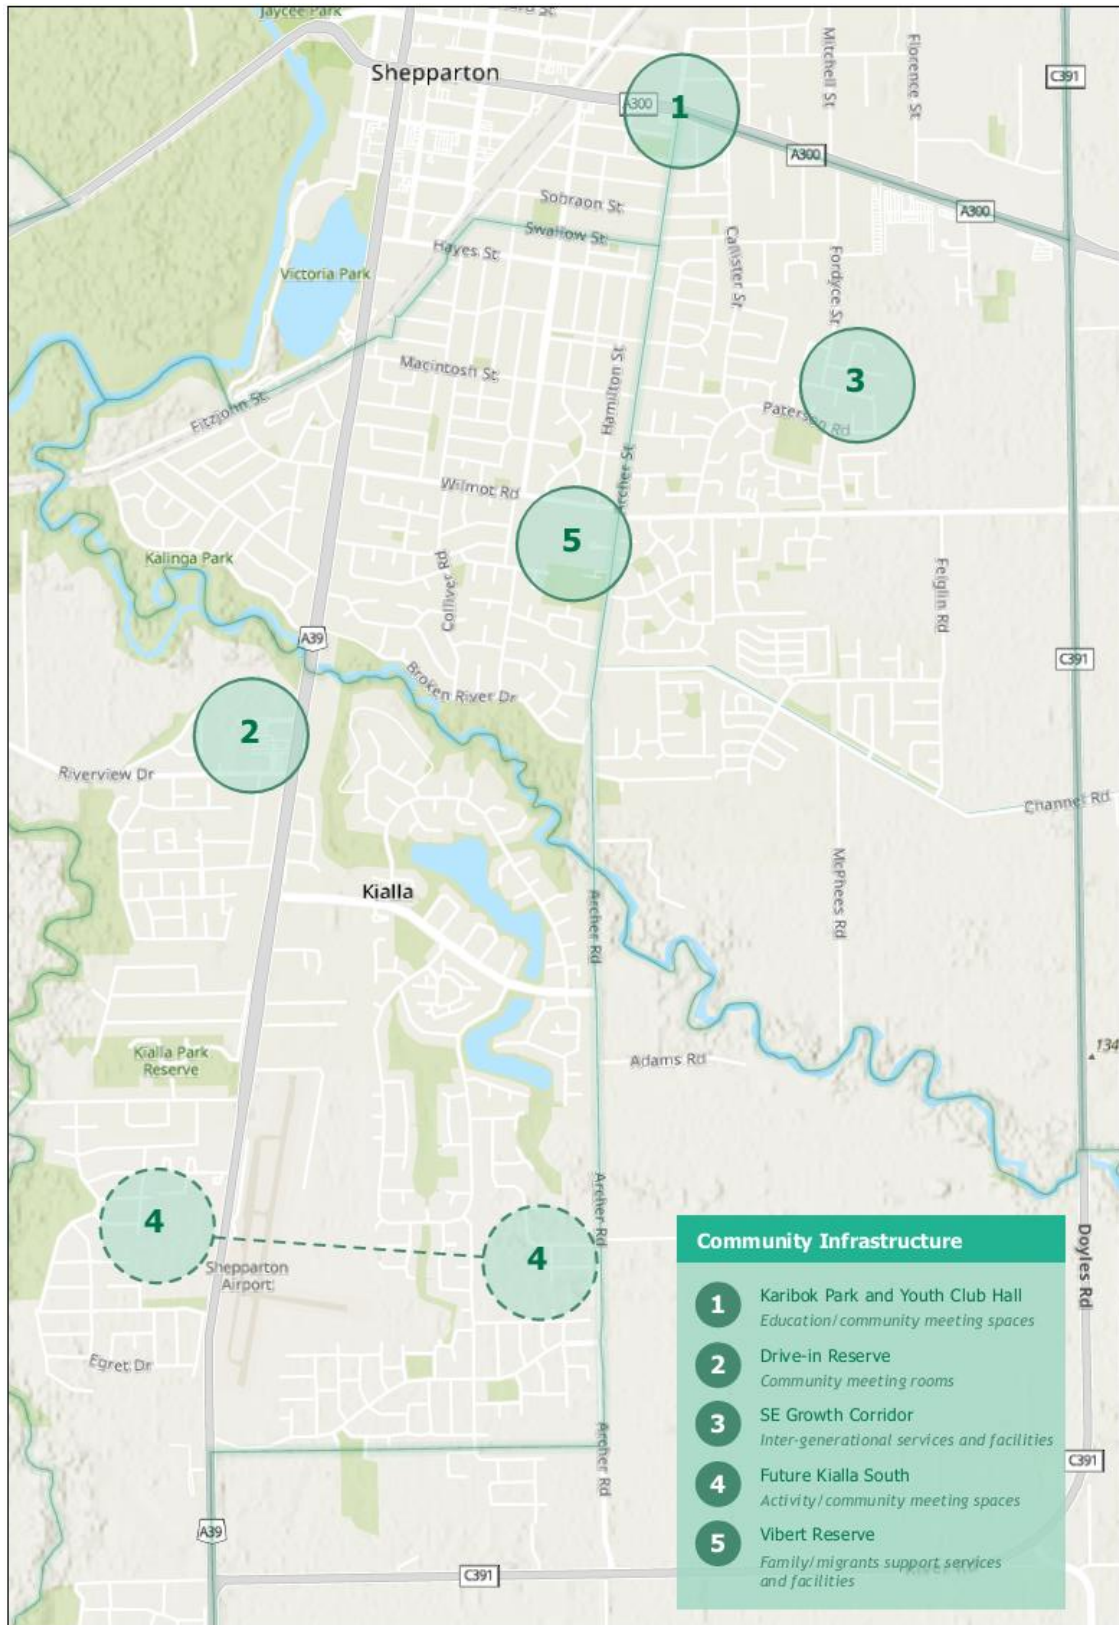 Jaycee Park
Shepparton
Mitchell St
Florence St
C391
A300
1
A300
A300
Sobraon St
Swallow St
Hayes St
Callister St
Fordyce St
Victoria Park
Macintosh St
Hamilton St
3
Paterson Rd
Fitzjohn St
Archer St
Wilmot Rd
5
Kalinga Park
Colliver Rd
Feiglin Rd
A39
C391
Broken River Dr
2
Riverview Dr
Channel Rd
McPhees Rd
Kialla
Archer Rd
Kialla Park
Reserve
Adams Rd
134
4
4
Archer Rd
Shepparton
Airport
Doyles Rd
Egret Dr
Archer Rd
C391
A39
C391
River Rd
Community Infrastructure
1
Karibok Park and Youth Club Hall
Education/community meeting spaces
2
Drive-in Reserve
Community meeting rooms
3
SE Growth Corridor
Inter-generational services and facilities
4
Future Kialla South
Activity/community meeting spaces
5
Vibert Reserve
Family/migrants support services
and facilities